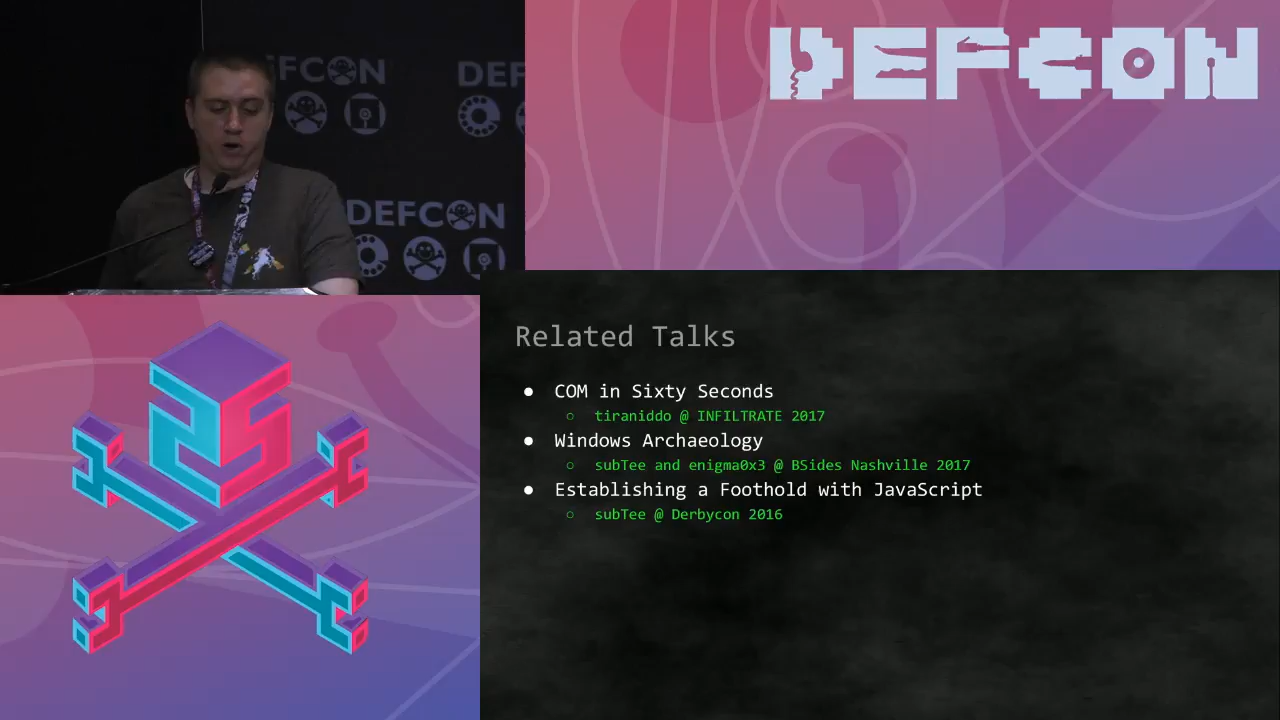 DEFCON
DEFCON
DEF
DEFCON
Related Talks
● COM in Sixty Seconds
○ tiraniddo @ INFILTRATE 2017
● Windows Archaeology
○ subTee and enigma0x3 @ BSides Nashville 2017
● Establishing a Foothold with JavaScript
○ subTee @ Derbycon 2016